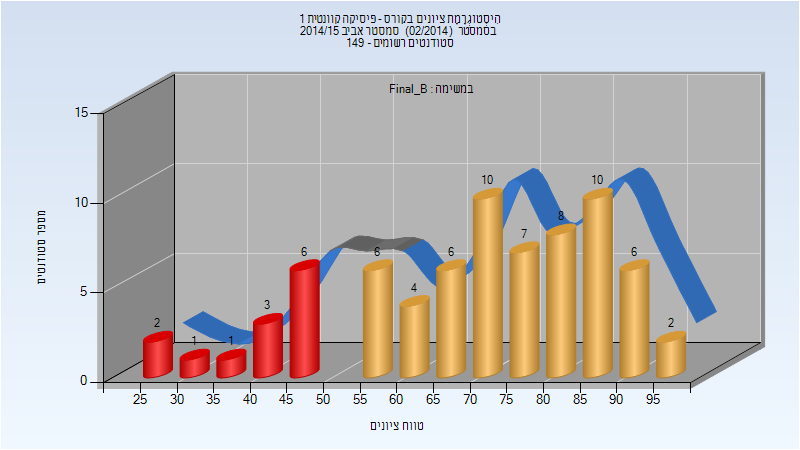 היסטוגרמת ציונים בקורס - פיסיקה קוונטית 1
בסמסטר (02/2014) סמסטר אביב 2014/15
סטודנטים רשומים - 149
במשימה : Final_B
מספר סטודנטים
15
10
5
0
2
1
1
3
6
6
4
6
10
7
8
10
6
2
25 30 35 40 45 50 55 60 65 70 75 80 85 90 95
טווח ציונים